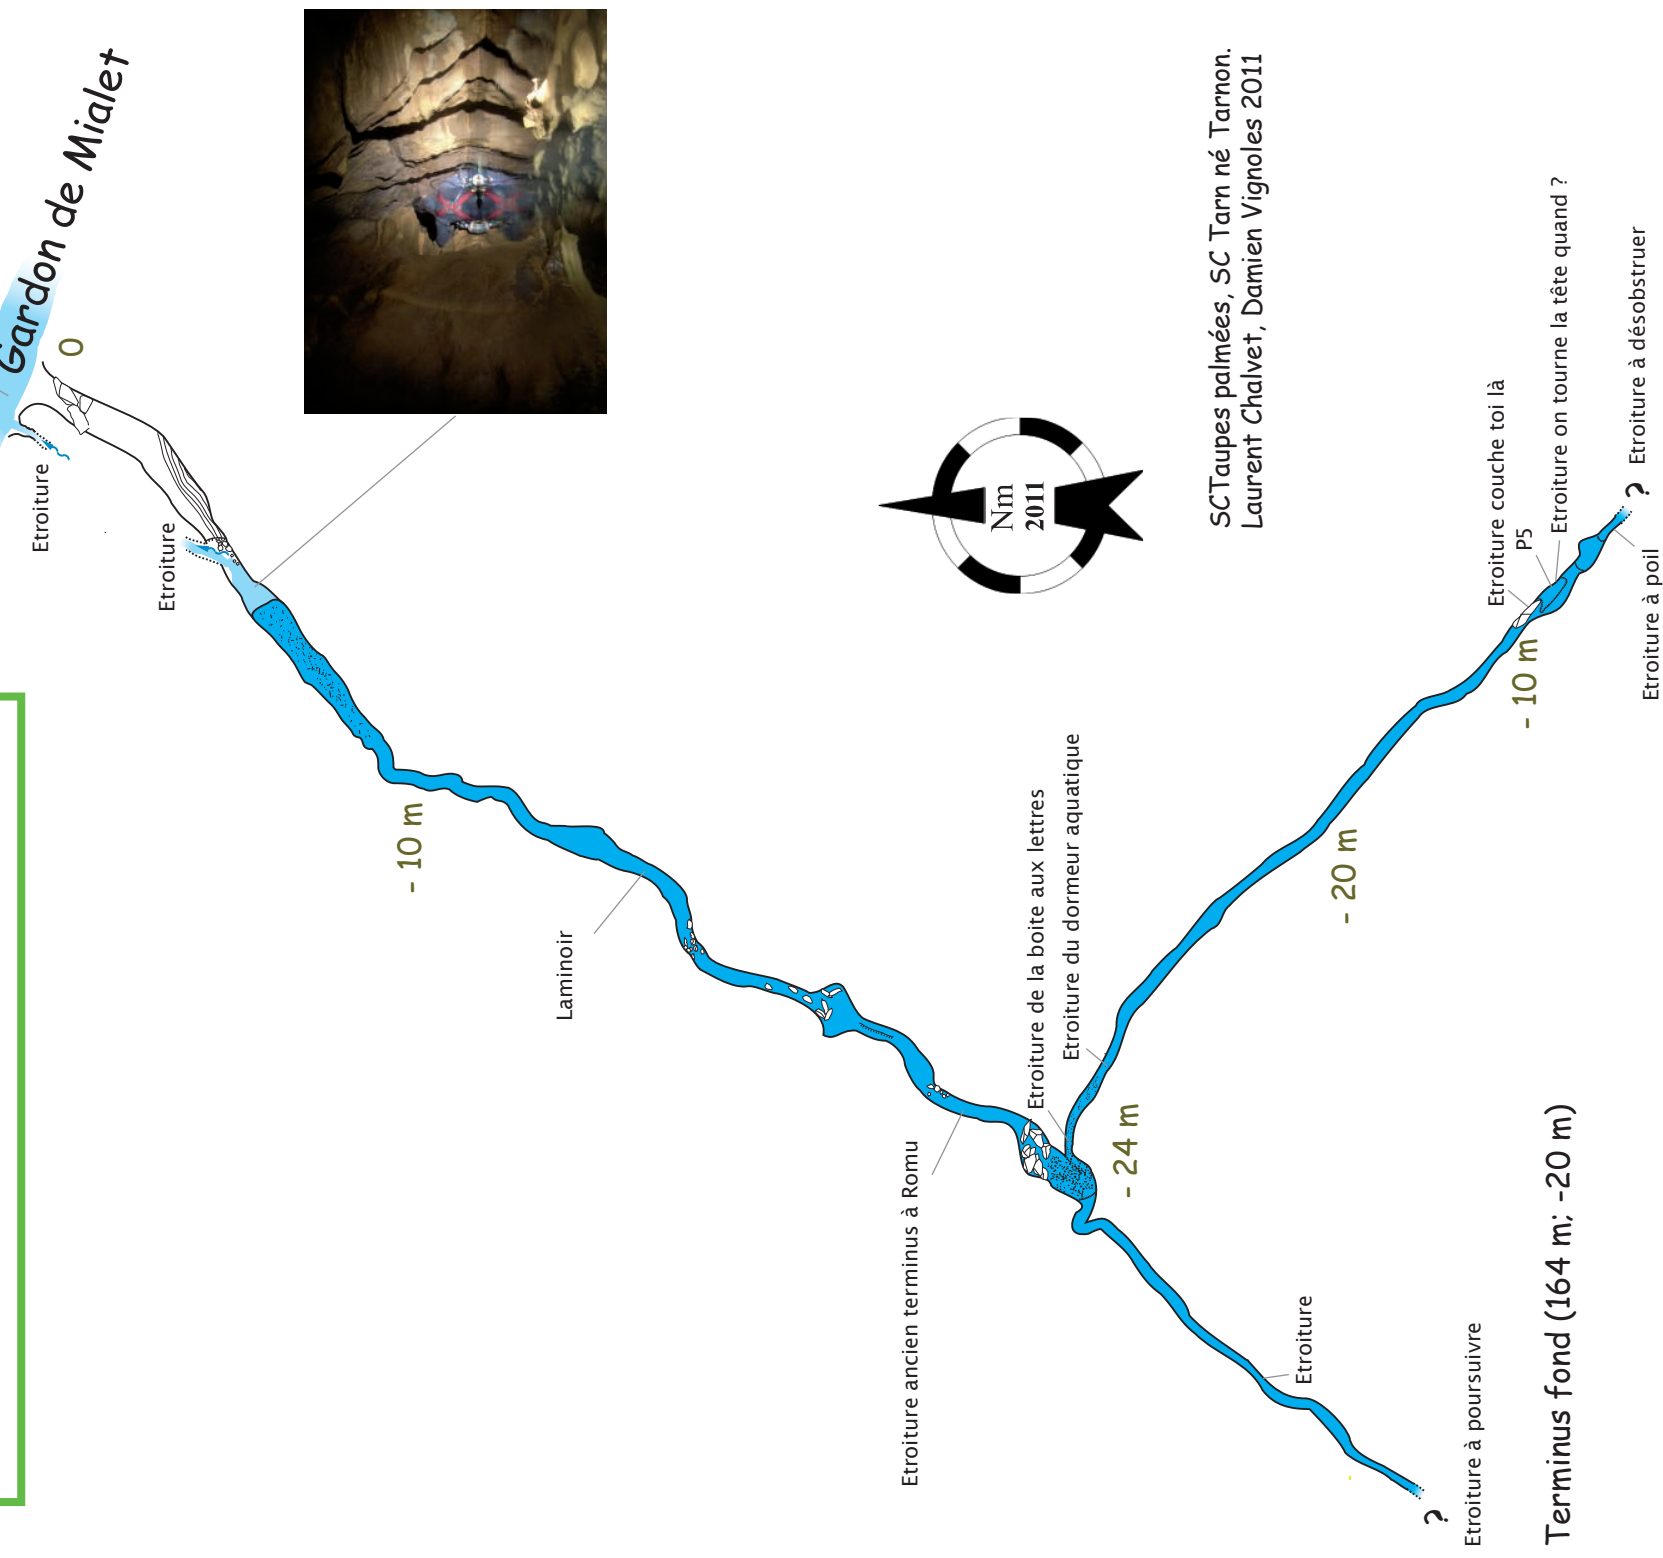 Gardon de Mialet
0
Etroiture
Etroiture
- 10 m
Laminoir
Etroiture ancien terminus à Romu
Etroiture de la boite aux lettres
Etroiture du dormeur aquatique
- 24 m
Etroiture
?
Etroiture à poursuivre
Terminus fond (164 m; -20 m)
- 20 m
- 10 m
Etroiture couche toi là
P5
Etroiture on tourne la tête quand ?
?
Etroiture à désobstruer
Etroiture à poil
Nm
2011
SCTaupes palmées, SC Tarn né Tarnon.
Laurent Chalvet, Damien Vignoles 2011